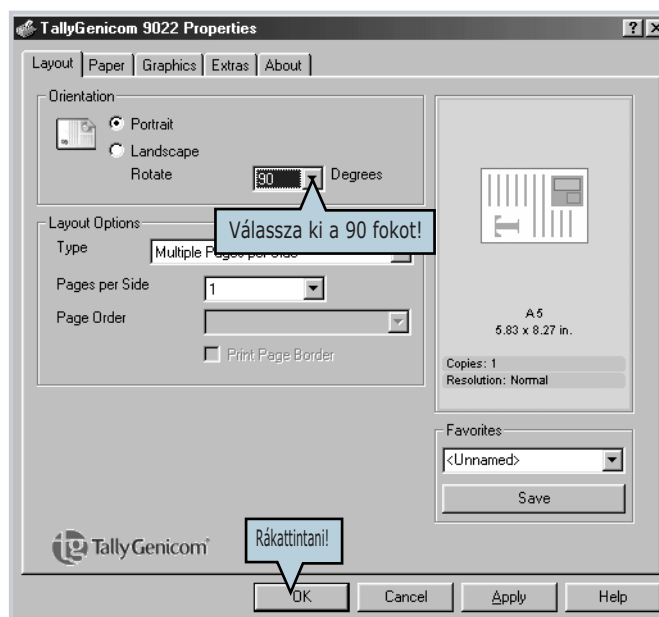 TallyGenicom 9022 Properties
Layout Paper Graphics Extras About
Orientation
Portrait
Landscape
Rotate 90 Degrees
Válassza ki a 90 fokot!
Layout Options
Type Multiple Pages per Side
Pages per Side 1
Page Order
Print Page Border
A5
5.83 x 8.27 in.
Copies: 1
Resolution: Normal
Favorites
<Unnamed>
Save
TallyGenicom
Rákattintani!
OK Cancel Apply Help